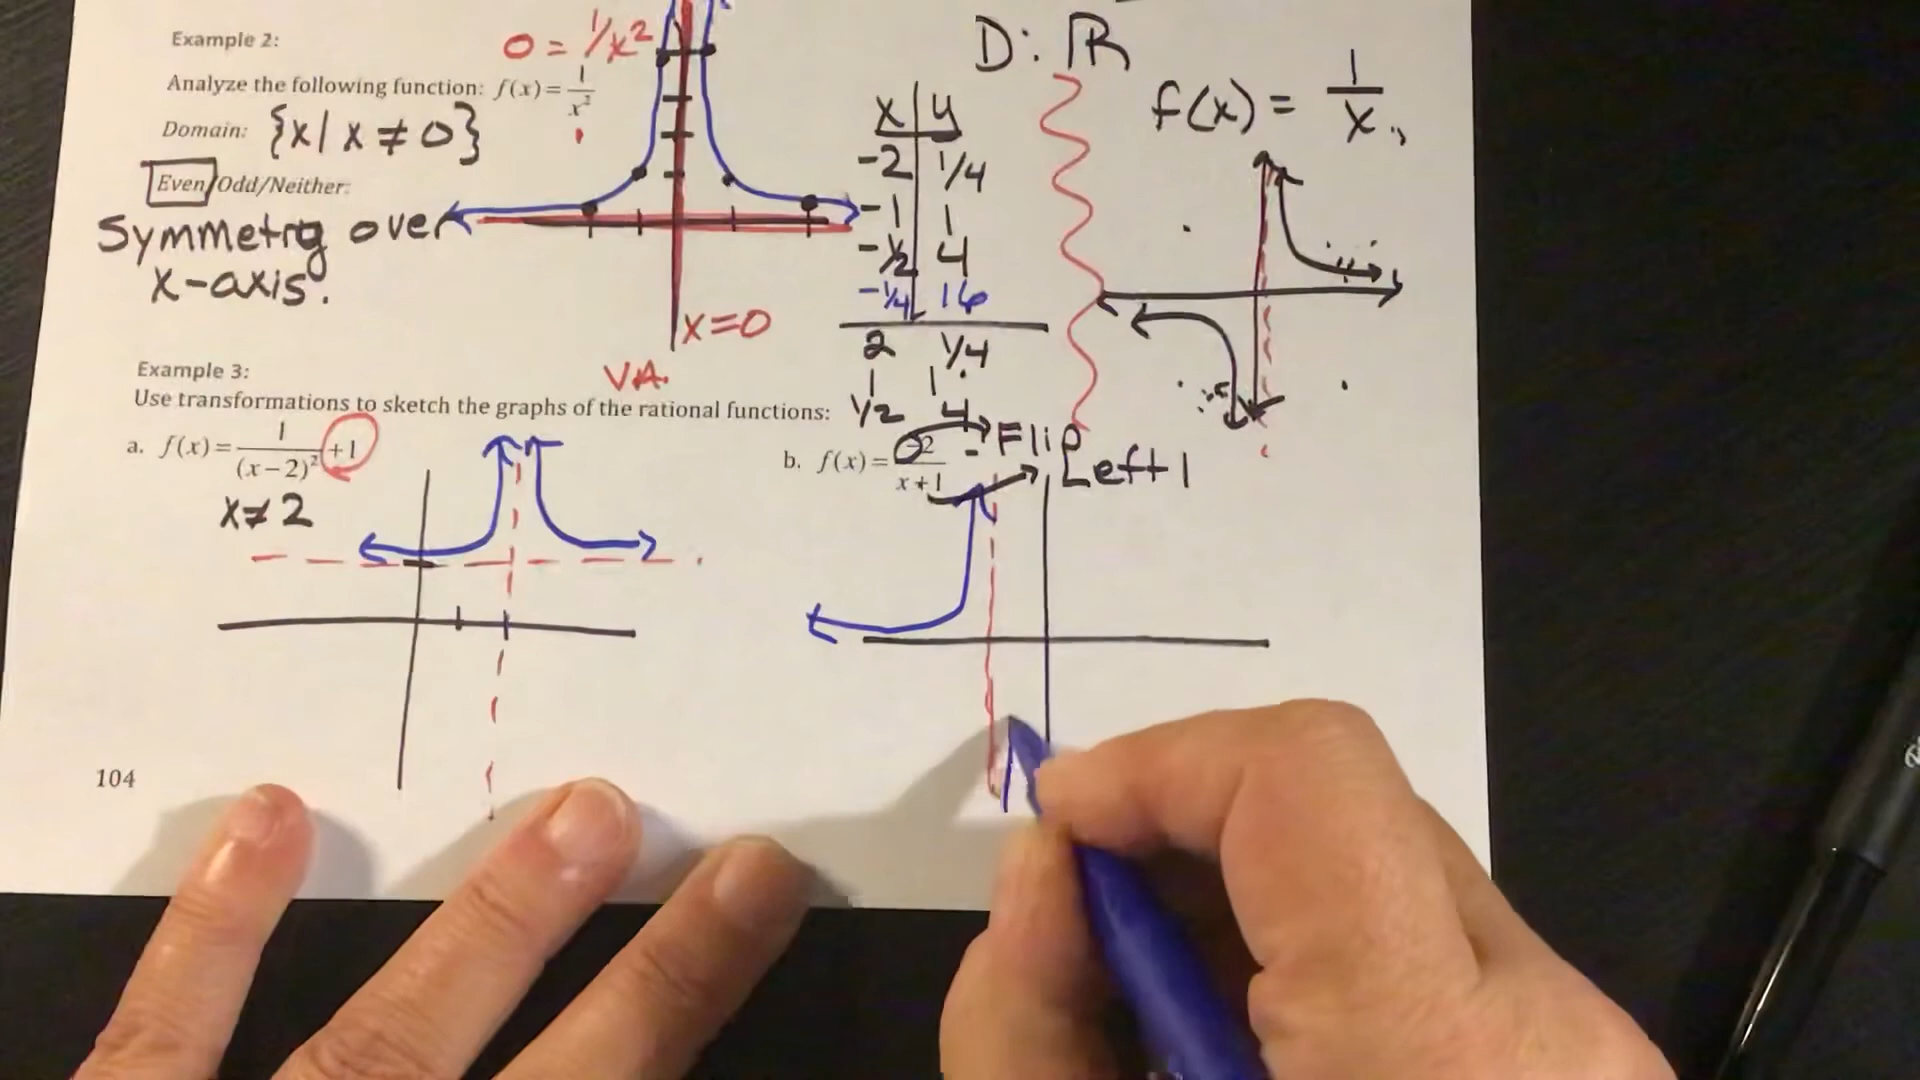 Example 2:
0 = 1/x²
Analyze the following function: f(x) = 1/x²
Domain: {x | x ≠ 0}
Even/Odd/Neither:
Symmetry over
x-axis.
x=0
V.A.
D: ℝ
x | y
-2 | 1/4
-1 | 1
-1/2 | 4
-1/4 | 16
2 1/4
1 1
1/2 4
f(x) = 1/x
Example 3:
Use transformations to sketch the graphs of the rational functions:
a. f(x) = 1/(x-2)² +1
x≠2
b. f(x) = -2/(x+1)
Flip
Left 1
104